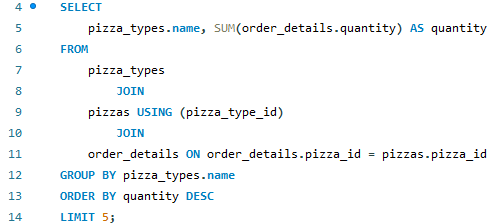 4 SELECT
5 pizza_types.name, SUM(order_details.quantity) AS quantity
6 FROM
7 pizza_types
8 JOIN
9 pizzas USING (pizza_type_id)
10 JOIN
11 order_details ON order_details.pizza_id = pizzas.pizza_id
12 GROUP BY pizza_types.name
13 ORDER BY quantity DESC
14 LIMIT 5;